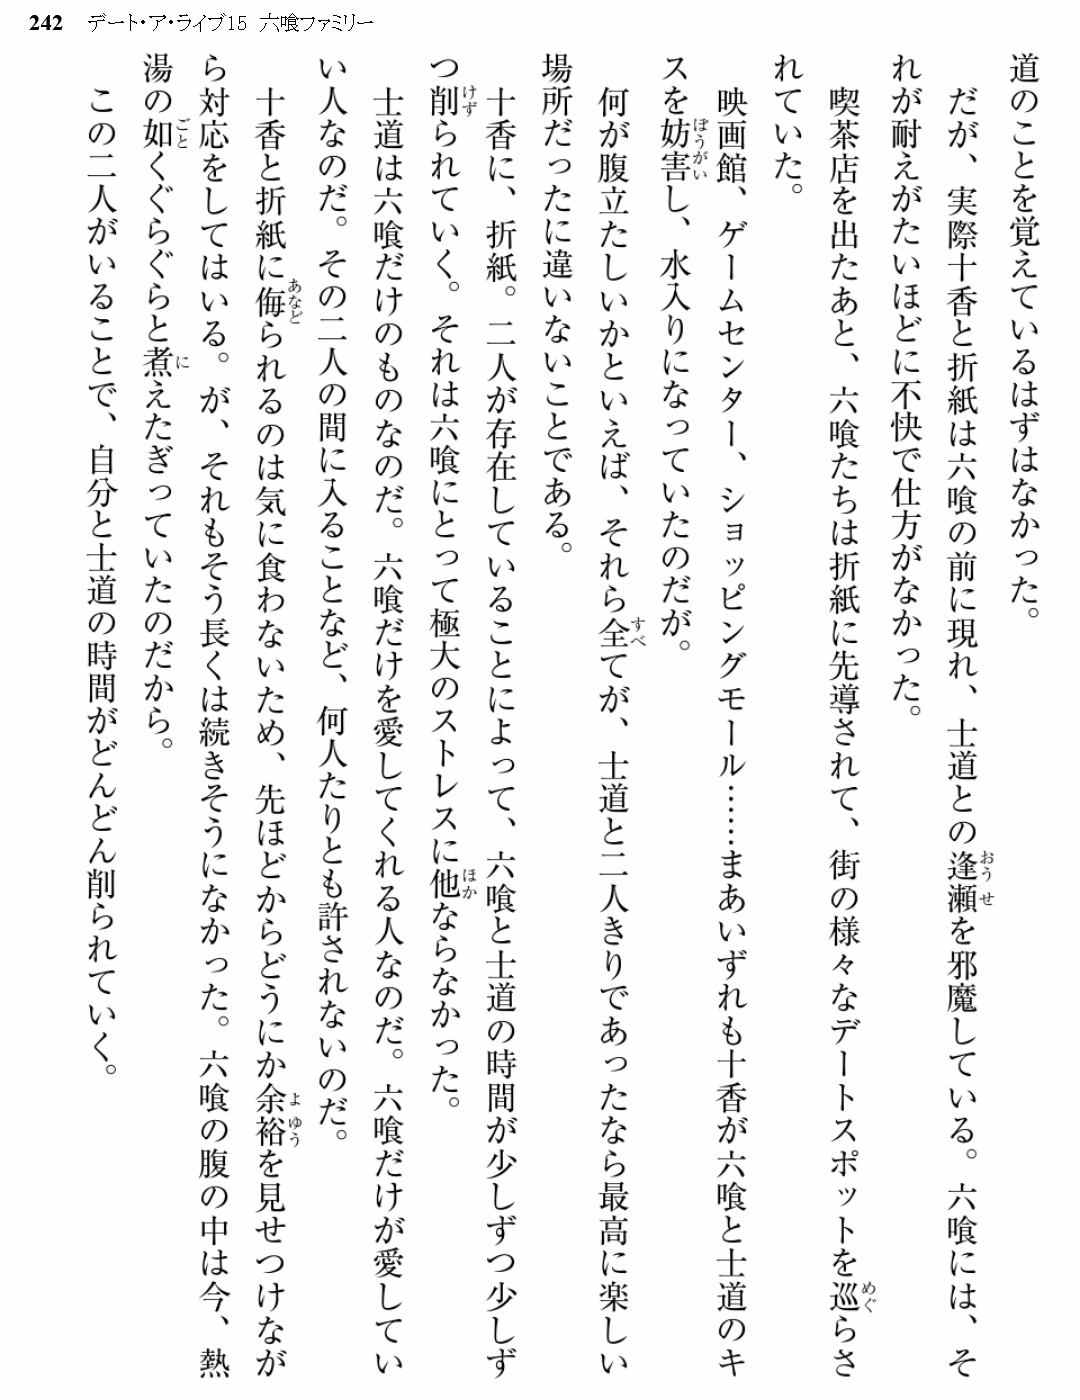 242 デート・ア・ライブ15 六喰ファミリー
道のことを覚えているはずはなかった。
だが、実際十香と折紙は六喰の前に現れ、士道との逢瀬を邪魔している。六喰には、そ
れが耐えがたいほどに不快で仕方がなかった。
喫茶店を出たあと、六喰たちは折紙に先導されて、街の様々なデートスポットを巡らさ
れていた。
映画館、ゲームセンター、ショッピングモール……まあいずれも十香が六喰と士道のキ
スを妨害し、水入りになっていたのだが。
何が腹立たしいかといえば、それら全てが、士道と二人きりであったなら最高に楽しい
場所だったに違いないことである。
十香に、折紙。二人が存在していることによって、六喰と士道の時間が少しずつ少しず
つ削られていく。それは六喰にとって極大のストレスに他ならなかった。
士道は六喰だけのものなのだ。六喰だけを愛してくれる人なのだ。六喰だけが愛してい
い人なのだ。その二人の間に入ることなど、何人たりとも許されないのだ。
十香と折紙に侮られるのは気に食わないため、先ほどからどうにか余裕を見せつけなが
ら対応をしてはいる。が、それもそう長くは続きそうになかった。六喰の腹の中は今、熱
湯の如くぐらぐらと煮えたぎっていたのだから。
この二人がいることで、自分と士道の時間がどんどん削られていく。